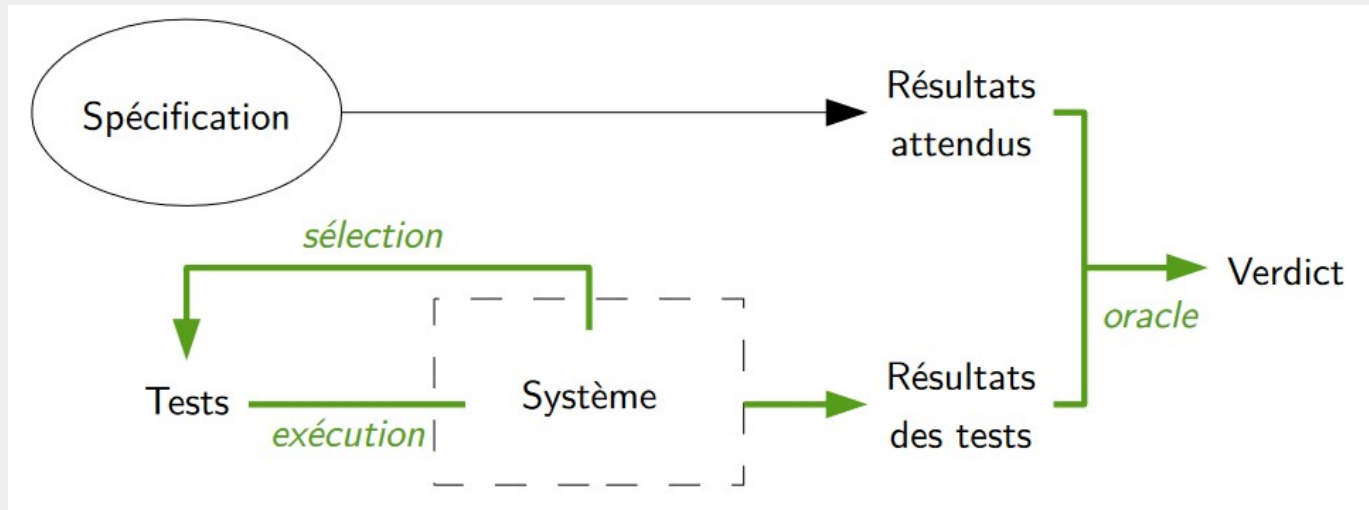 Spécification
Résultats
attendus
sélection
Verdict
oracle
Tests
exécution
Système
Résultats
des tests